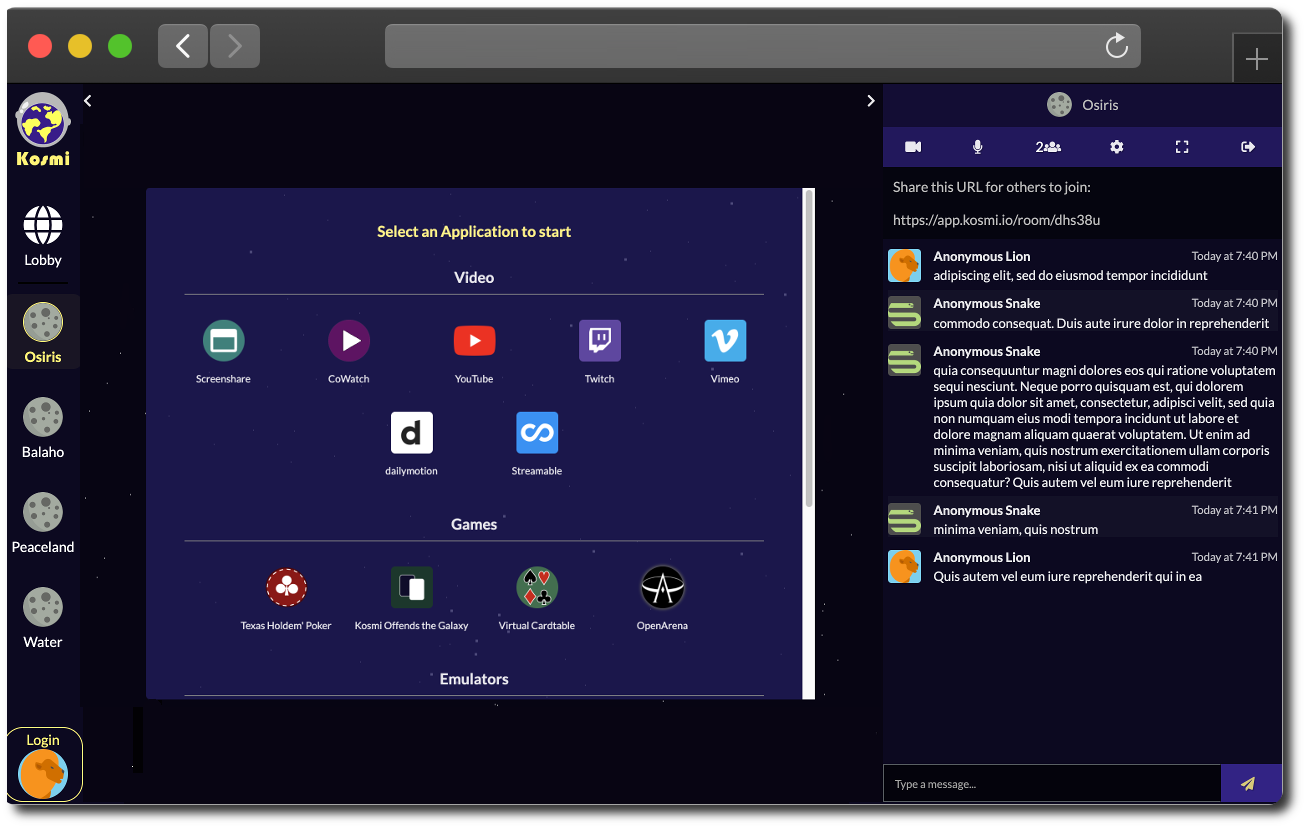 Kosmi
Lobby
Osiris
Balaho
Peaceland
Water
Login
Select an Application to start
Video
Screenshare
CoWatch
YouTube
Twitch
Vimeo
dailymotion
Streamable
Games
Texas Holdem' Poker
Kosmi Offends the Galaxy
Virtual Cardtable
OpenArena
Emulators
Osiris
2
Share this URL for others to join:
https://app.kosmi.io/room/dhs38u
Anonymous Lion Today at 7:40 PM
adipiscing elit, sed do eiusmod tempor incididunt
Anonymous Snake Today at 7:40 PM
commodo consequat. Duis aute irure dolor in reprehenderit
Anonymous Snake Today at 7:40 PM
quia consequuntur magni dolores eos qui ratione voluptatem
sequi nesciunt. Neque porro quisquam est, qui dolorem
ipsum quia dolor sit amet, consectetur, adipisci velit, sed quia
non numquam eius modi tempora incidunt ut labore et
dolore magnam aliquam quaerat voluptatem. Ut enim ad
minima veniam, quis nostrum exercitationem ullam corporis
suscipit laboriosam, nisi ut aliquid ex ea commodi
consequatur? Quis autem vel eum iure reprehenderit
Anonymous Snake Today at 7:41 PM
minima veniam, quis nostrum
Anonymous Lion Today at 7:41 PM
Quis autem vel eum iure reprehenderit qui in ea
Type a message...